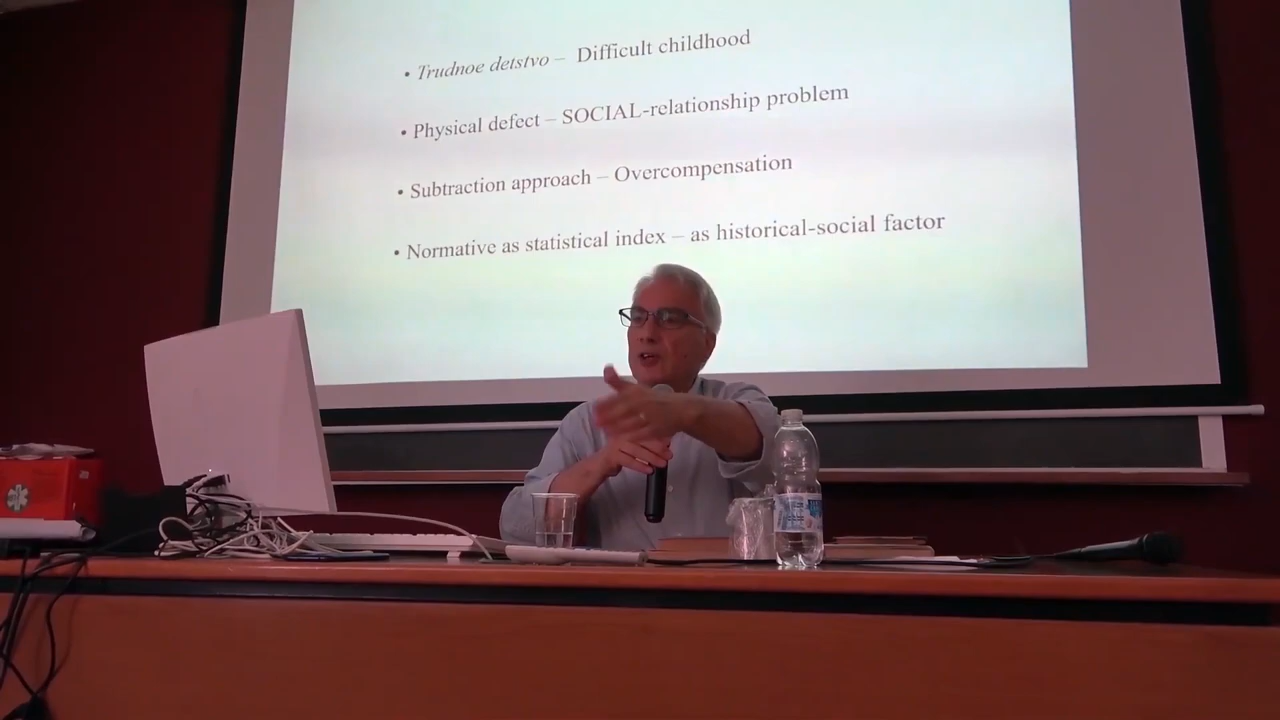 • Trudnoe detstvo – Difficult childhood
• Physical defect – SOCIAL-relationship problem
• Subtraction approach – Overcompensation
• Normative as statistical index – as historical-social factor